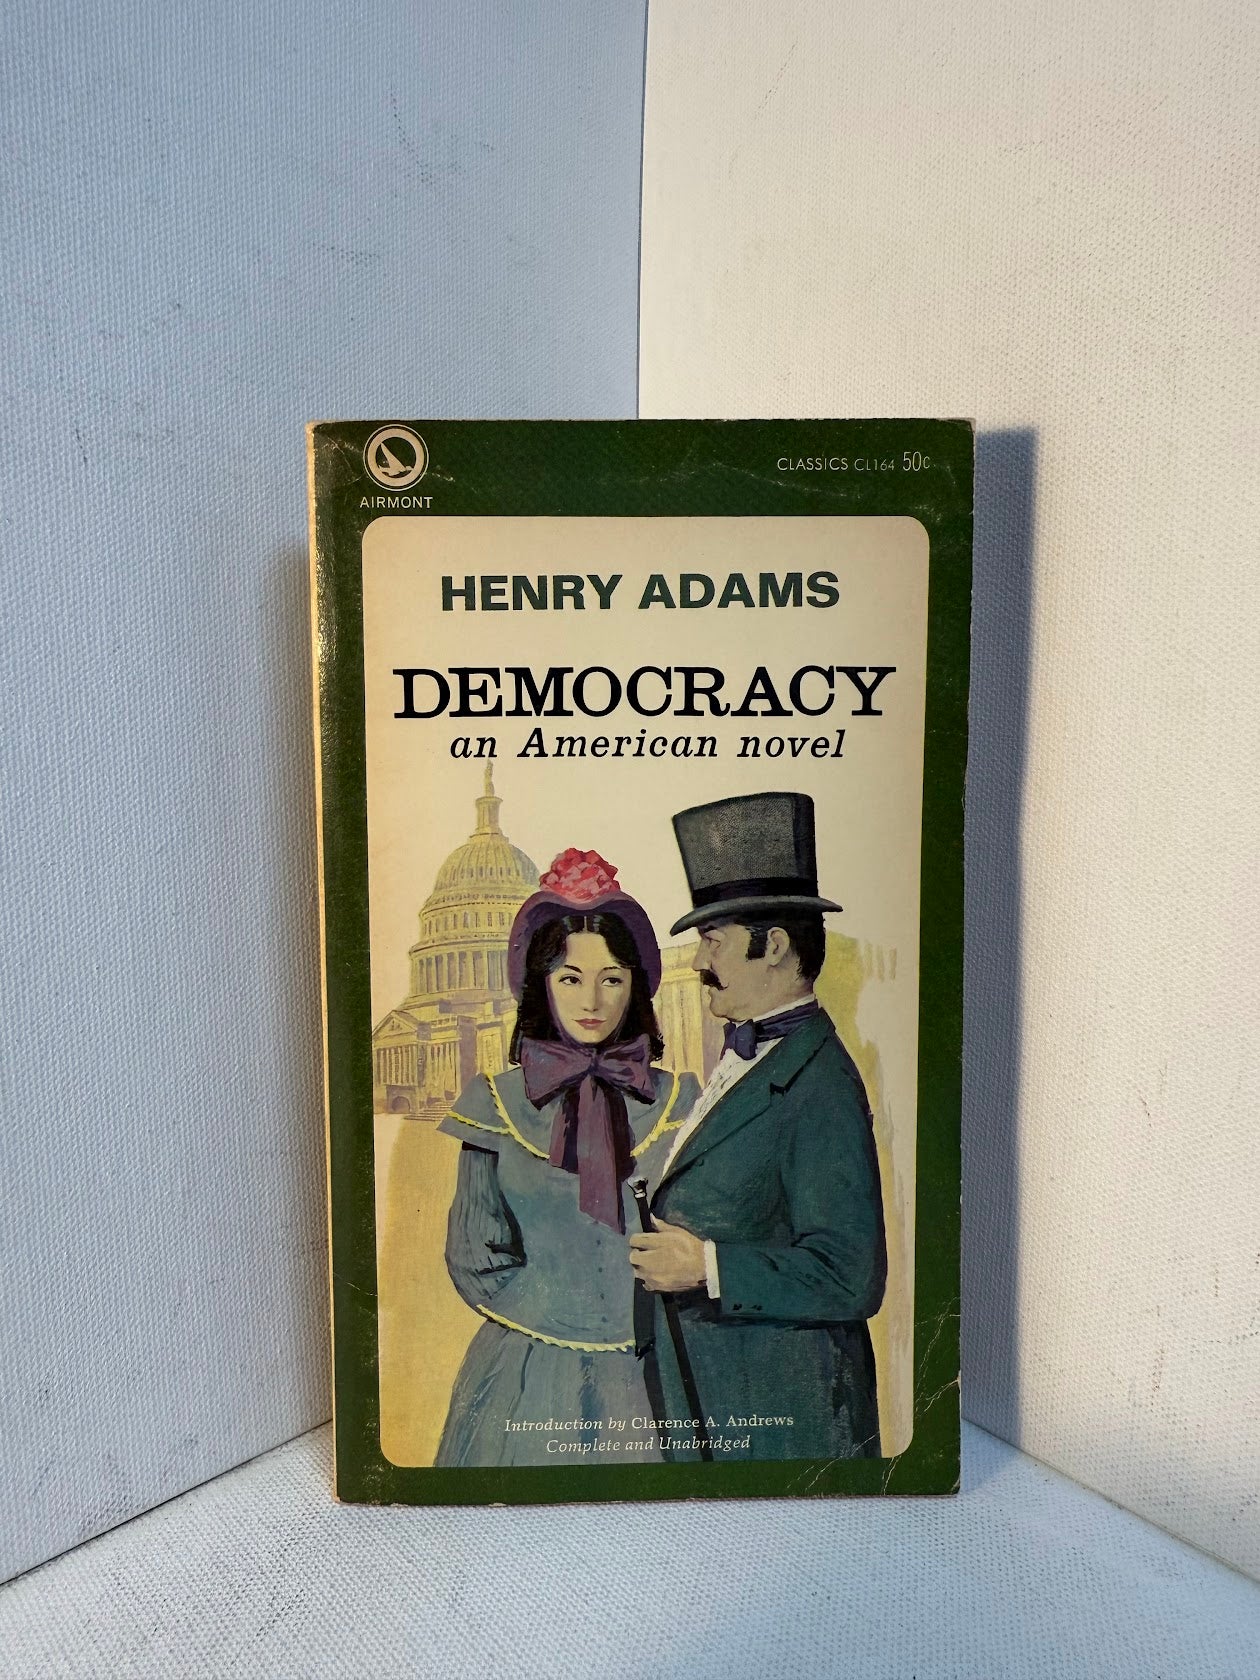 AIRMONT
CLASSICS CL164 50¢
HENRY ADAMS
DEMOCRACY
an American novel
Introduction by Clarence A. Andrews
Complete and Unabridged